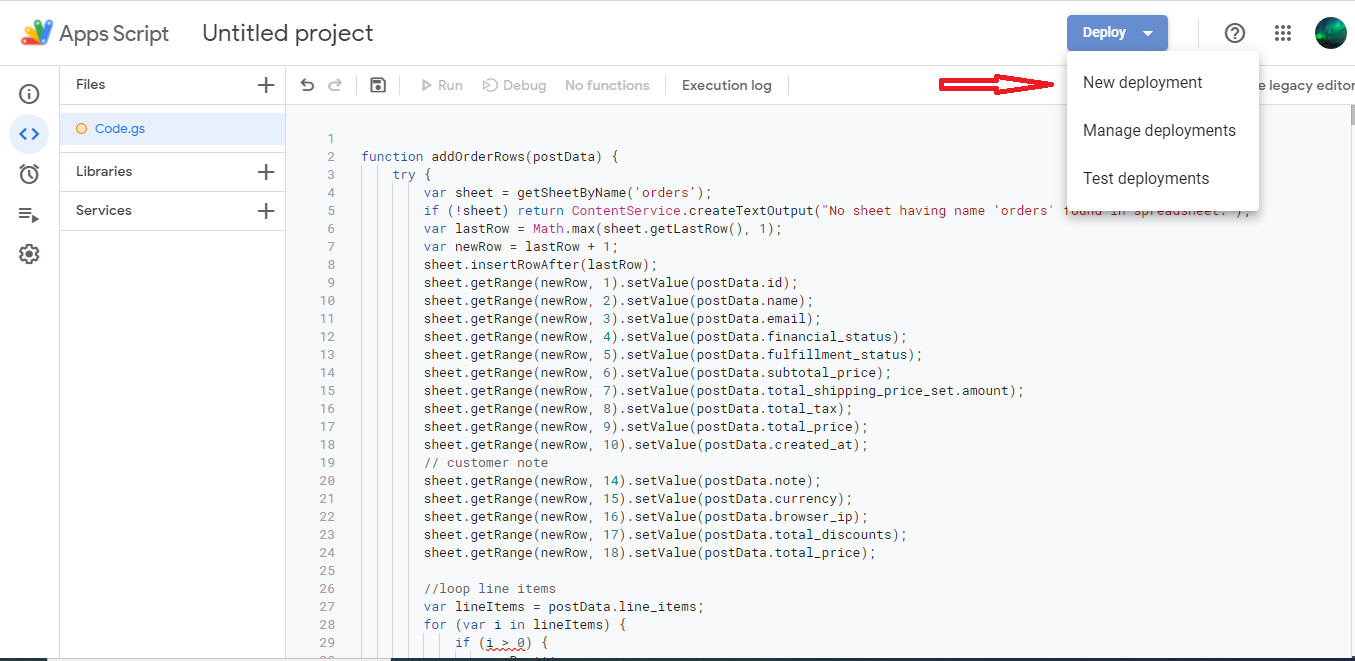 Apps Script
Untitled project
Deploy
New deployment
Manage deployments
Test deployments
Files
Run
Debug
No functions
Execution log
legacy editor
Code.gs
Libraries
Services
1
2 function addOrderRows(postData) {
3 try {
4 var sheet = getSheetByName('orders');
5 if (!sheet) return ContentService.createTextOutput("No sheet having name 'orders' found in spreadsheet.");
6 var lastRow = Math.max(sheet.getLastRow(), 1);
7 var newRow = lastRow + 1;
8 sheet.insertRowAfter(lastRow);
9 sheet.getRange(newRow, 1).setValue(postData.id);
10 sheet.getRange(newRow, 2).setValue(postData.name);
11 sheet.getRange(newRow, 3).setValue(postData.email);
12 sheet.getRange(newRow, 4).setValue(postData.financial_status);
13 sheet.getRange(newRow, 5).setValue(postData.fulfillment_status);
14 sheet.getRange(newRow, 6).setValue(postData.subtotal_price);
15 sheet.getRange(newRow, 7).setValue(postData.total_shipping_price_set.amount);
16 sheet.getRange(newRow, 8).setValue(postData.total_tax);
17 sheet.getRange(newRow, 9).setValue(postData.total_price);
18 sheet.getRange(newRow, 10).setValue(postData.created_at);
19 // customer note
20 sheet.getRange(newRow, 14).setValue(postData.note);
21 sheet.getRange(newRow, 15).setValue(postData.currency);
22 sheet.getRange(newRow, 16).setValue(postData.browser_ip);
23 sheet.getRange(newRow, 17).setValue(postData.total_discounts);
24 sheet.getRange(newRow, 18).setValue(postData.total_price);
25
26 //loop line items
27 var lineItems = postData.line_items;
28 for (var i in lineItems) {
29 if (i > 0) {